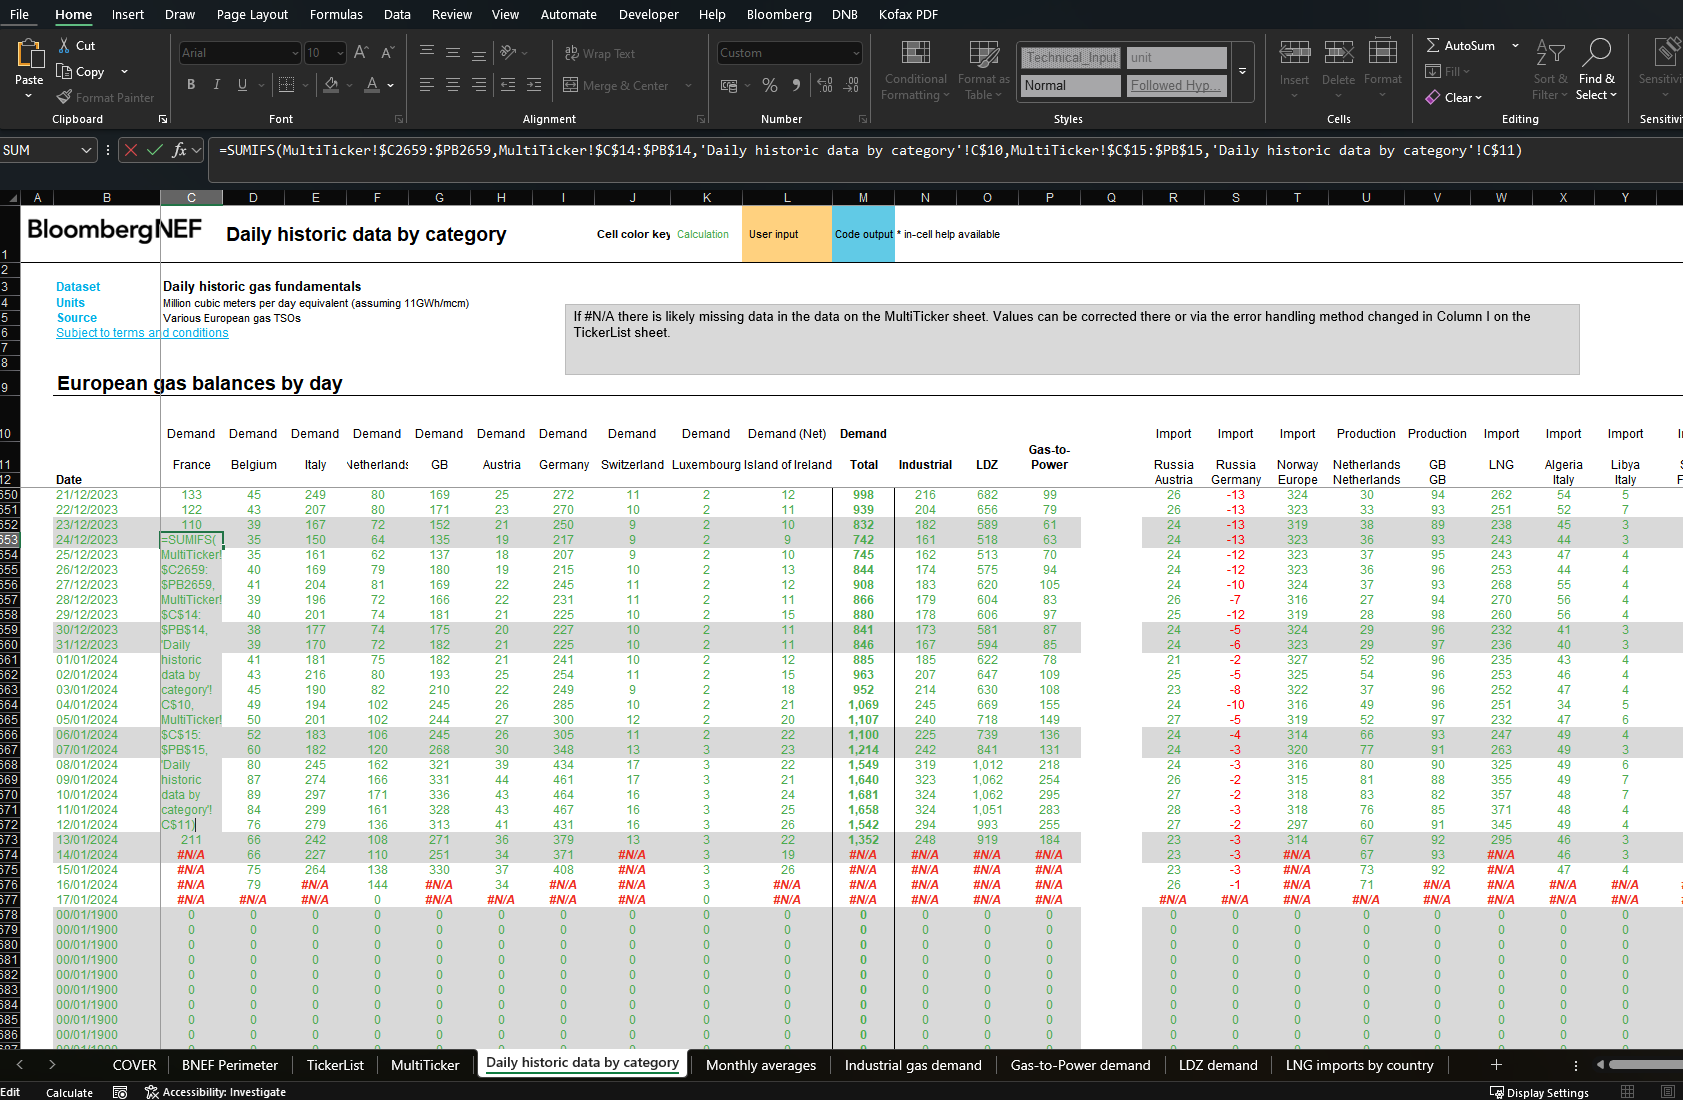 File Home Insert Draw Page Layout Formulas Data Review View Automate Developer Help Bloomberg DNB Kofax PDF
Paste Cut Copy Format Painter Clipboard
Arial 10 B I U Font
Wrap Text Merge & Center Alignment
Custom Number
Conditional Formatting Format as Table Technical_Input unit Normal Followed Hyp... Styles
Insert Delete Format Cells
AutoSum Fill Clear Sort & Filter Find & Select Editing
SUM fx =SUMIFS(MultiTicker!$C2659:$PB2659,MultiTicker!$C$14:$PB$14,'Daily historic data by category'!C$10,MultiTicker!$C$15:$PB$15,'Daily historic data by category'!C$11)
A B C D E F G H I J K L M N O P Q R S T U V W X Y
BloombergNEF Daily historic data by category Cell color key Calculation User input Code output * in-cell help available
Dataset Daily historic gas fundamentals
Units Million cubic meters per day equivalent (assuming 11GWh/mcm)
Source Various European gas TSOs
Subject to terms and conditions
If #N/A there is likely missing data in the data on the MultiTicker sheet. Values can be corrected there or via the error handling method changed in Column I on the
TickerList sheet.
European gas balances by day
Demand Demand Demand Demand Demand Demand Demand Demand Demand Demand (Net) Demand Import Import Import Production Production Import Import Import
France Belgium Italy Netherlands GB Austria Germany Switzerland Luxembourg Island of Ireland Total Industrial LDZ Gas-to-Power Russia Russia Norway Netherlands GB LNG Algeria Libya
Date Austria Germany Europe Netherlands GB Italy Italy
21/12/2023 133 45 249 80 169 25 272 11 2 12 998 216 682 99 26 -13 324 30 94 262 54 5
22/12/2023 122 43 207 80 171 23 270 10 2 11 939 204 656 79 26 -13 323 33 93 251 52 7
23/12/2023 110 39 167 72 152 21 250 9 2 10 832 182 589 61 24 -13 319 38 89 238 45 3
24/12/2023 =SUMIFS( 35 150 64 135 19 217 9 2 9 742 161 518 63 24 -13 323 36 93 243 44 3
25/12/2023 MultiTicker! 35 161 62 137 18 207 9 2 10 745 162 513 70 24 -12 323 37 95 243 47 4
26/12/2023 $C2659: 40 169 79 180 19 215 10 2 13 844 174 575 94 24 -12 323 36 96 253 44 4
27/12/2023 $PB2659, 41 204 81 169 22 245 11 2 12 908 183 620 105 24 -10 324 37 93 268 55 4
28/12/2023 MultiTicker! 39 196 72 166 22 231 11 2 11 866 179 604 83 26 -7 316 27 94 270 56 4
29/12/2023 $C$14: 40 201 74 181 21 225 10 2 15 880 178 606 97 25 -12 319 28 98 260 56 4
30/12/2023 $PB$14, 38 177 74 175 20 227 10 2 11 841 173 581 87 24 -5 324 29 96 232 41 3
31/12/2023 'Daily 39 170 72 182 21 225 10 2 11 846 167 594 85 24 -6 323 29 97 236 40 3
01/01/2024 historic 41 181 75 182 21 241 10 2 12 885 185 622 78 21 -2 327 52 96 235 43 4
02/01/2024 data by 43 216 80 193 25 254 11 2 15 963 207 647 109 25 -5 325 54 96 253 46 4
03/01/2024 category'! 45 190 82 210 22 249 9 2 18 952 214 630 108 23 -8 322 37 96 252 47 4
04/01/2024 C$10, 49 194 102 245 26 285 10 2 21 1,069 245 669 155 24 -10 316 49 96 251 34 5
05/01/2024 MultiTicker! 50 201 102 244 27 300 12 2 20 1,107 240 718 149 27 -5 319 52 97 232 47 6
06/01/2024 $C$15: 52 183 106 245 26 305 11 2 22 1,100 225 739 136 24 -4 314 66 93 247 49 4
07/01/2024 $PB$15, 60 182 120 268 30 348 13 3 23 1,214 242 841 131 24 -3 320 77 91 263 49 3
08/01/2024 'Daily 80 245 162 321 39 434 17 3 22 1,549 319 1,012 218 24 -3 316 80 90 325 49 6
09/01/2024 historic 87 274 166 331 44 461 17 3 21 1,640 323 1,062 254 26 -2 315 81 88 355 49 7
10/01/2024 data by 89 297 171 336 43 464 16 3 24 1,681 324 1,062 295 27 -2 318 83 82 357 48 7
11/01/2024 category'! 84 299 161 328 43 467 16 3 25 1,658 324 1,051 283 28 -3 318 76 85 371 48 4
12/01/2024 C$11) 76 279 136 313 41 431 16 3 26 1,542 294 993 255 27 -2 297 60 91 345 49 4
13/01/2024 211 66 242 108 271 36 379 13 3 22 1,352 248 919 184 23 -3 314 67 92 295 46 3
14/01/2024 #N/A 66 227 110 251 34 371 #N/A 3 19 #N/A #N/A #N/A #N/A 23 -3 #N/A 67 93 #N/A 46 3
15/01/2024 #N/A 75 264 138 330 37 408 #N/A 3 26 #N/A #N/A #N/A #N/A 23 -3 #N/A 73 92 #N/A 47 4
16/01/2024 #N/A 79 #N/A 144 #N/A 34 #N/A #N/A 3 #N/A #N/A #N/A #N/A #N/A 26 -1 #N/A 71 #N/A #N/A #N/A #N/A
17/01/2024 #N/A #N/A #N/A 0 #N/A #N/A #N/A #N/A 0 #N/A #N/A #N/A #N/A #N/A #N/A #N/A #N/A #N/A #N/A #N/A #N/A #N/A
00/01/1900 0 0 0 0 0 0 0 0 0 0 0 0 0 0 0 0 0 0 0 0 0 0
00/01/1900 0 0 0 0 0 0 0 0 0 0 0 0 0 0 0 0 0 0 0 0 0 0
00/01/1900 0 0 0 0 0 0 0 0 0 0 0 0 0 0 0 0 0 0 0 0 0 0
00/01/1900 0 0 0 0 0 0 0 0 0 0 0 0 0 0 0 0 0 0 0 0 0 0
00/01/1900 0 0 0 0 0 0 0 0 0 0 0 0 0 0 0 0 0 0 0 0 0 0
00/01/1900 0 0 0 0 0 0 0 0 0 0 0 0 0 0 0 0 0 0 0 0 0 0
00/01/1900 0 0 0 0 0 0 0 0 0 0 0 0 0 0 0 0 0 0 0 0 0 0
00/01/1900 0 0 0 0 0 0 0 0 0 0 0 0 0 0 0 0 0 0 0 0 0 0
00/01/1900 0 0 0 0 0 0 0 0 0 0 0 0 0 0 0 0 0 0 0 0 0 0
COVER BNEF Perimeter TickerList MultiTicker Daily historic data by category Monthly averages Industrial gas demand Gas-to-Power demand LDZ demand LNG imports by country
Edit Calculate Accessibility: Investigate Display Settings